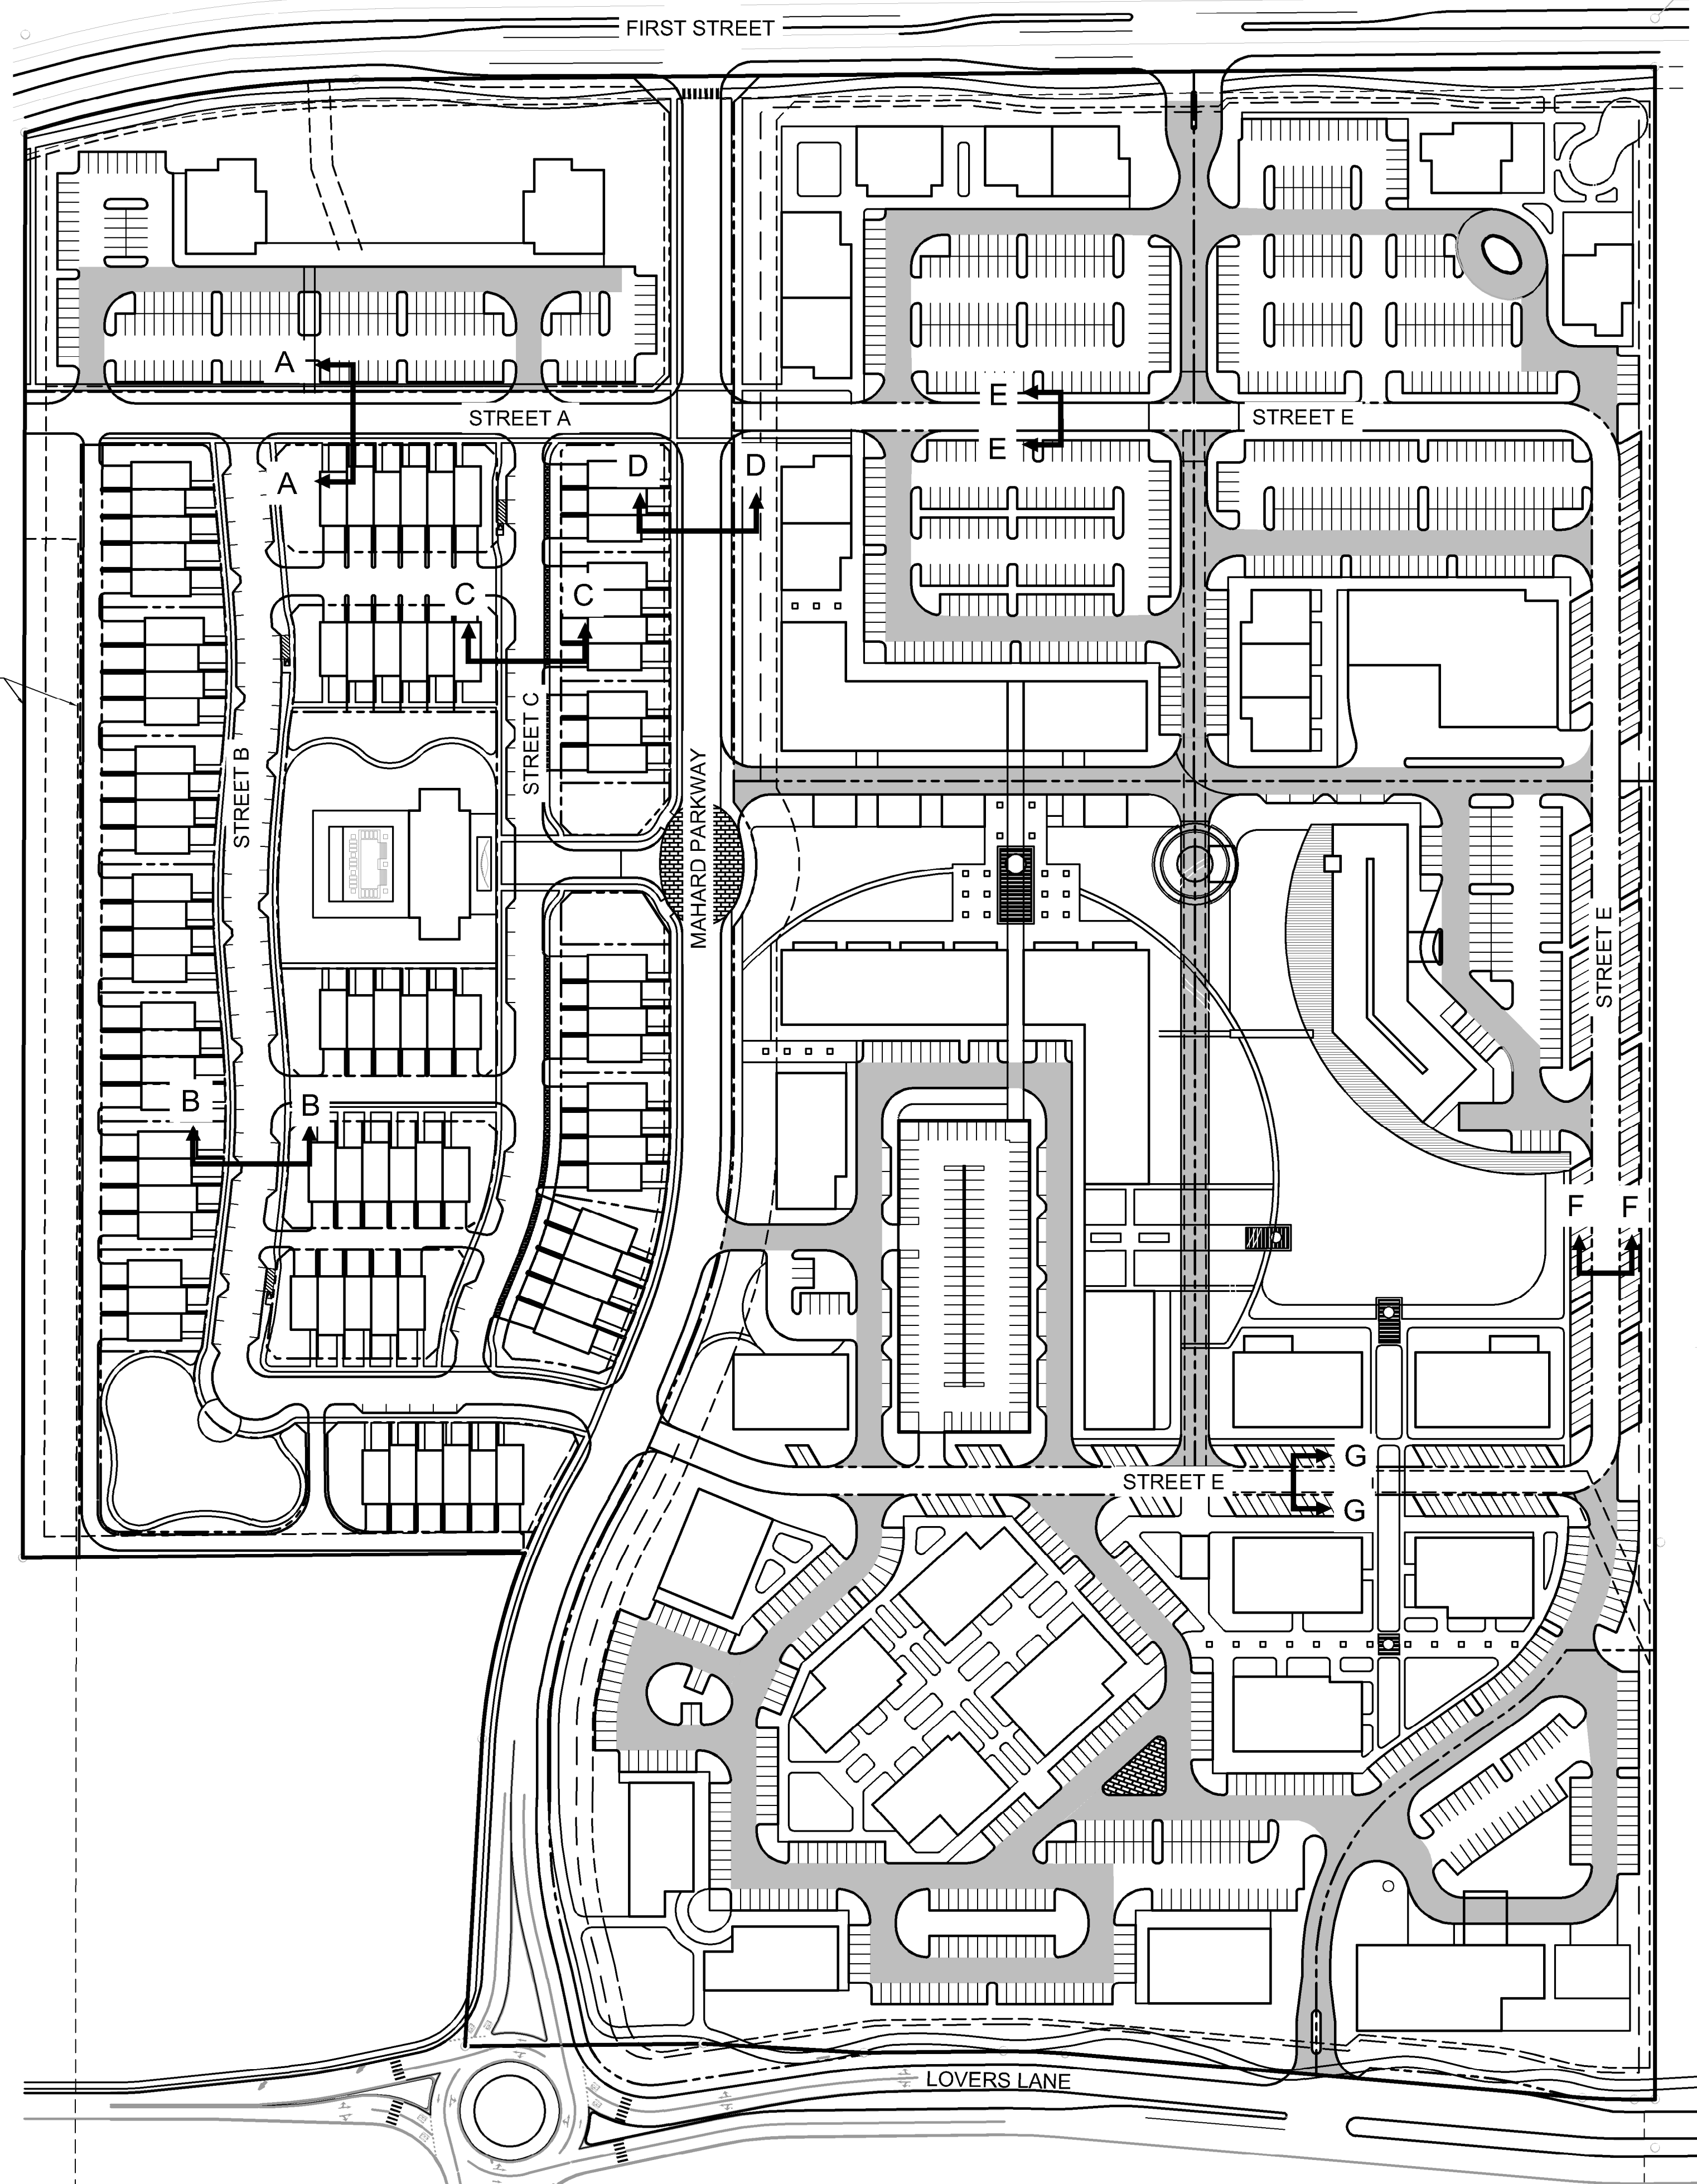 FIRST STREET
A
STREET A
E
STREET E
E
A
D
D
C
C
STREET C
STREET B
MAHARD PARKWAY
STREET E
B
B
F
F
G
STREET E
G
LOVERS LANE